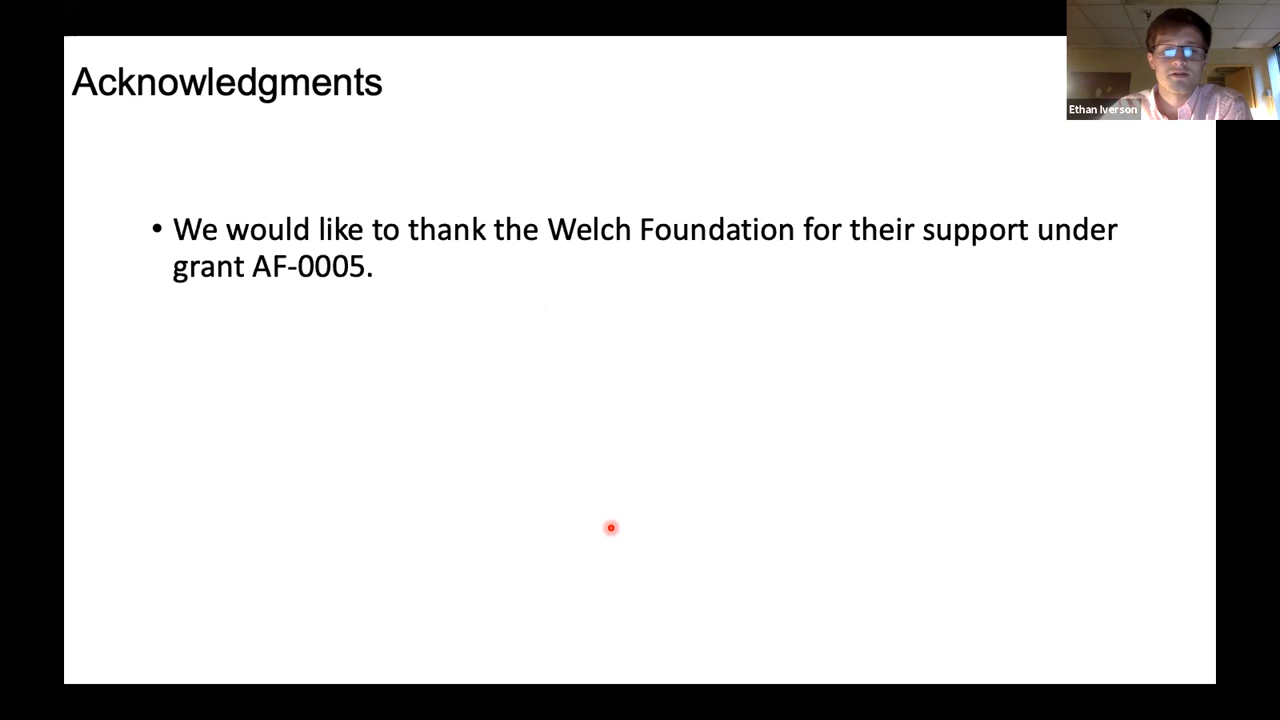 Acknowledgments
Ethan Iverson
• We would like to thank the Welch Foundation for their support under
grant AF-0005.